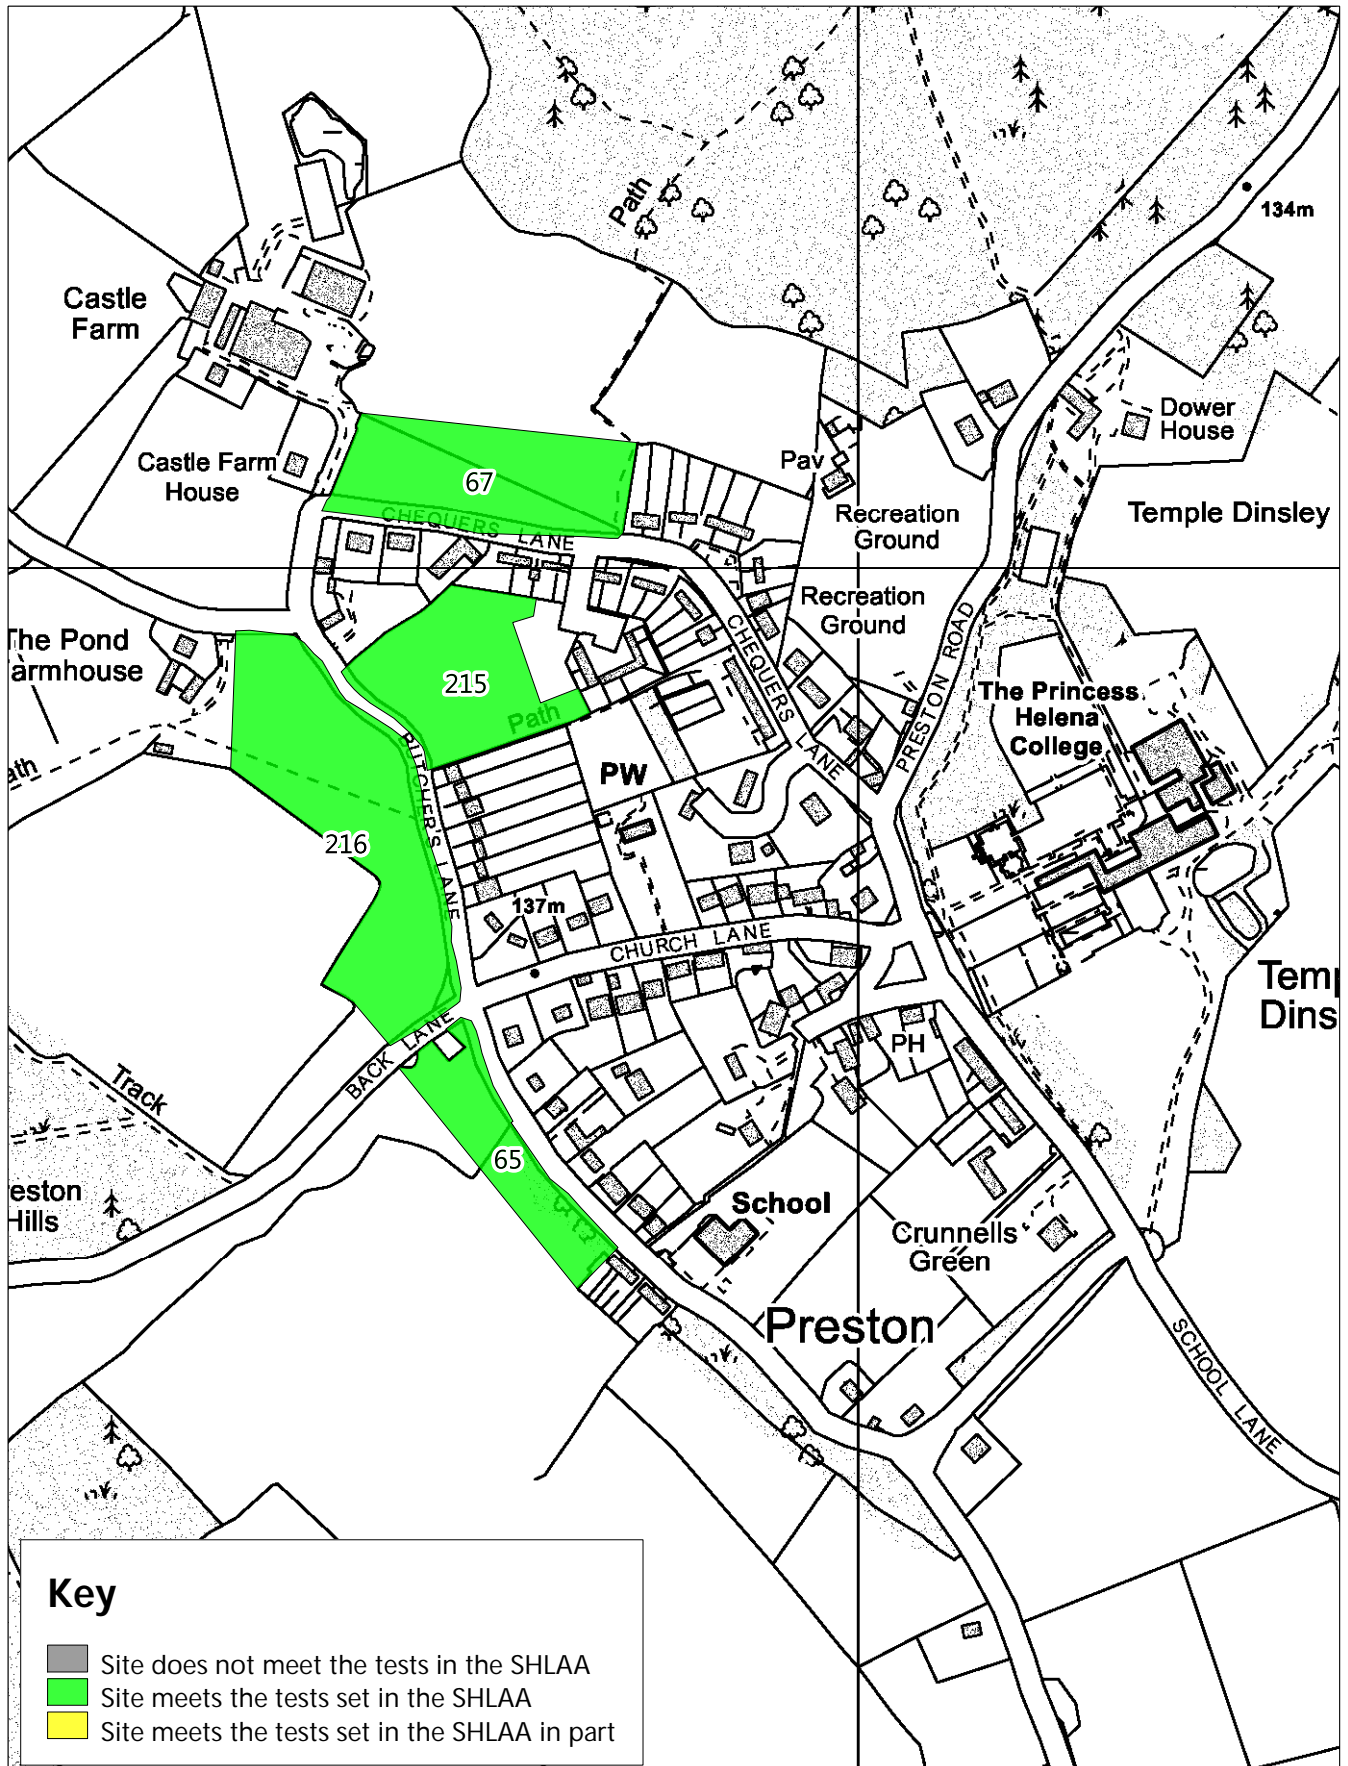 Path
134m
Castle
Farm
Dower
House
Castle Farm
House
Pav
67
CHEQUERS LANE
Recreation
Ground
Temple Dinsley
Recreation
Ground
The Pond
armhouse
CHEQUERS LANE
PRESTON ROAD
215
Path
The Princess
Helena
College
ath
BUTCHER'S LANE
PW
216
137m
CHURCH LANE
Temp
Dins
BACK LANE
PH
Track
65
eston
Hills
School
Crunnells
Green
Preston
SCHOOL LANE
Key
Site does not meet the tests in the SHLAA
Site meets the tests set in the SHLAA
Site meets the tests set in the SHLAA in part